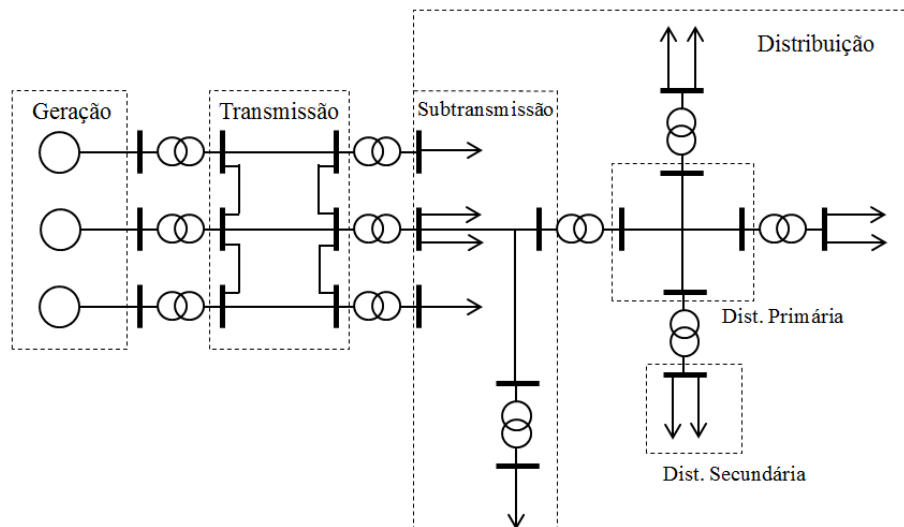 Distribuição
Geração
Transmissão
Subtransmissão
Dist. Primária
Dist. Secundária